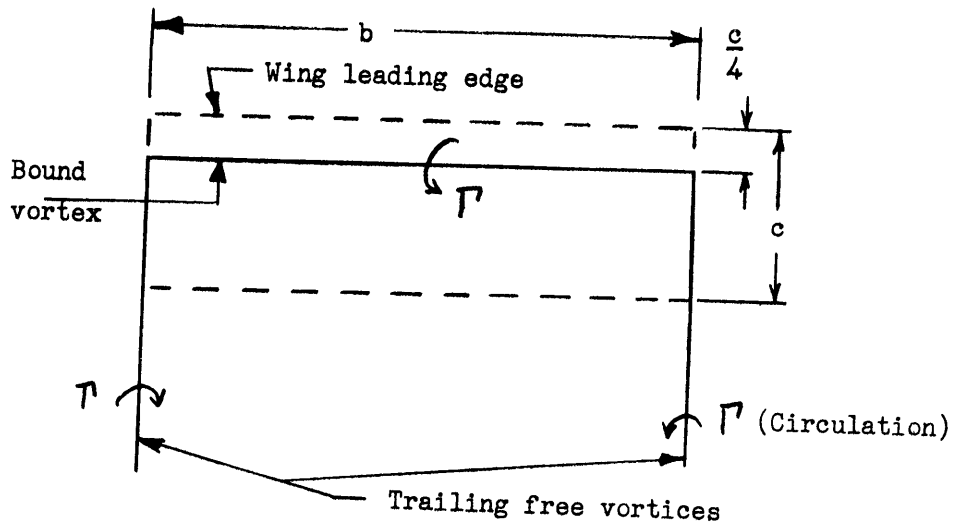 b
c
4
Wing leading edge
Bound
vortex
Γ
c
Γ
Γ (Circulation)
Trailing free vortices